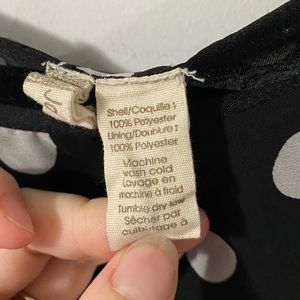 Shell/Coquille :
100% Polyester
Lining/Doublure :
100% Polyester
Machine
wash cold
Lavage en
machine à froid
Tumble dry low
Sécher par
culbutage à